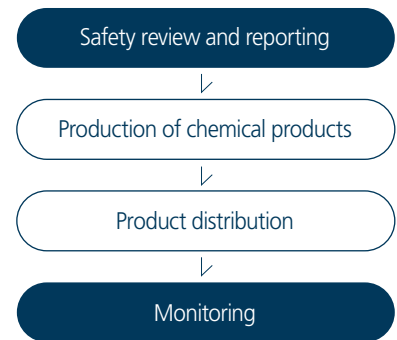 Safety review and reporting
Production of chemical products
Product distribution
Monitoring